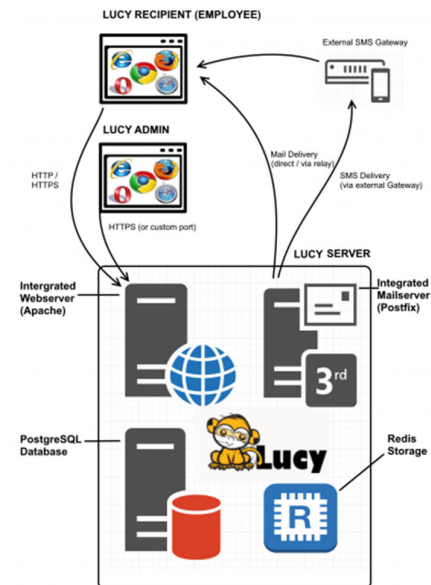 LUCY RECIPIENT (EMPLOYEE)
External SMS Gateway
LUCY ADMIN
HTTP /
HTTPS
Mail Delivery
(direct / via relay)
SMS Delivery
(via external Gateway)
HTTPS (or custom port)
LUCY SERVER
Intergrated
Webserver
(Apache)
Integrated
Mailserver
(Postfix)
3rd
PostgreSQL
Database
Lucy
Redis
Storage
R